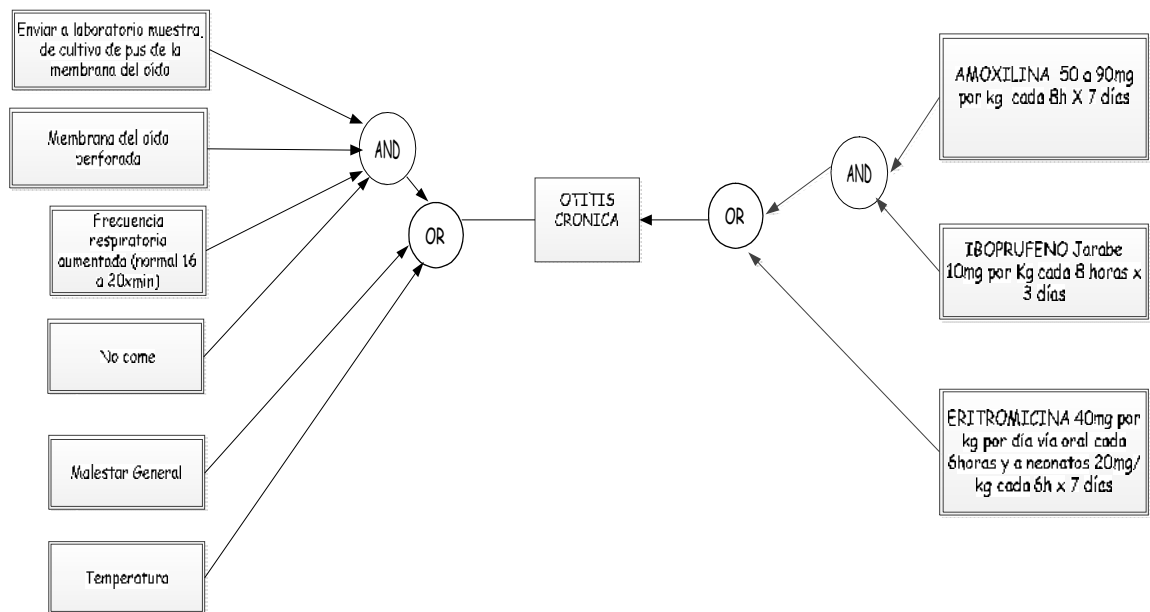 Enviar a laboratorio muestra
de cultivo de pus de la
membrana del oído
Membrana del oído
perforada
Frecuencia
respiratoria
aumentada (normal 16
a 20xmin)
No come
Malestar General
Temperatura
AND
OR
OTITIS
CRONICA
OR
AND
AMOXILINA 50 a 90mg
por kg cada 8h X 7 días
IBOPRUFENO Jarabe
10mg por Kg cada 8 horas x
3 días
ERITROMICINA 40mg por
kg por día vía oral cada
6horas y a neonatos 20mg/
kg cada 6h x 7 días